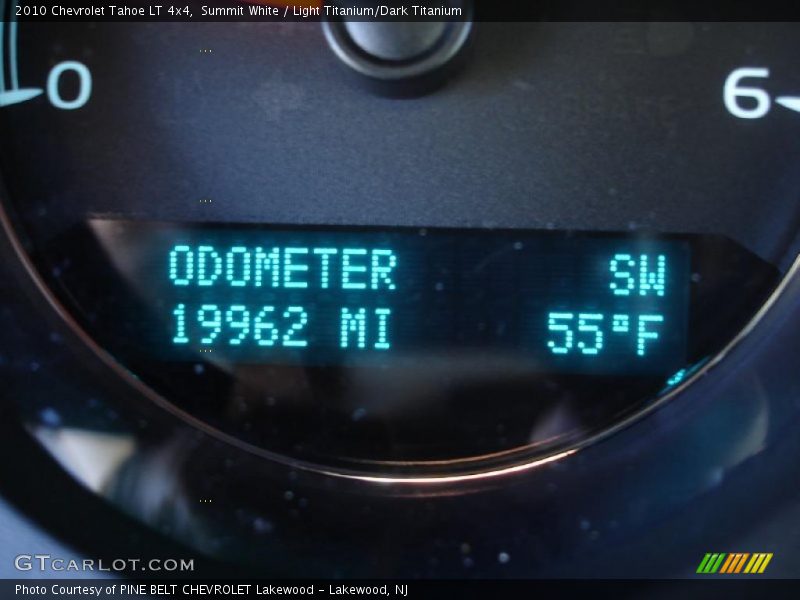 2010 Chevrolet Tahoe LT 4x4, Summit White / Light Titanium/Dark Titanium
0 6
ODOMETER SW
19962 MI 55°F
GTCARLOT.COM
Photo Courtesy of PINE BELT CHEVROLET Lakewood - Lakewood, NJ